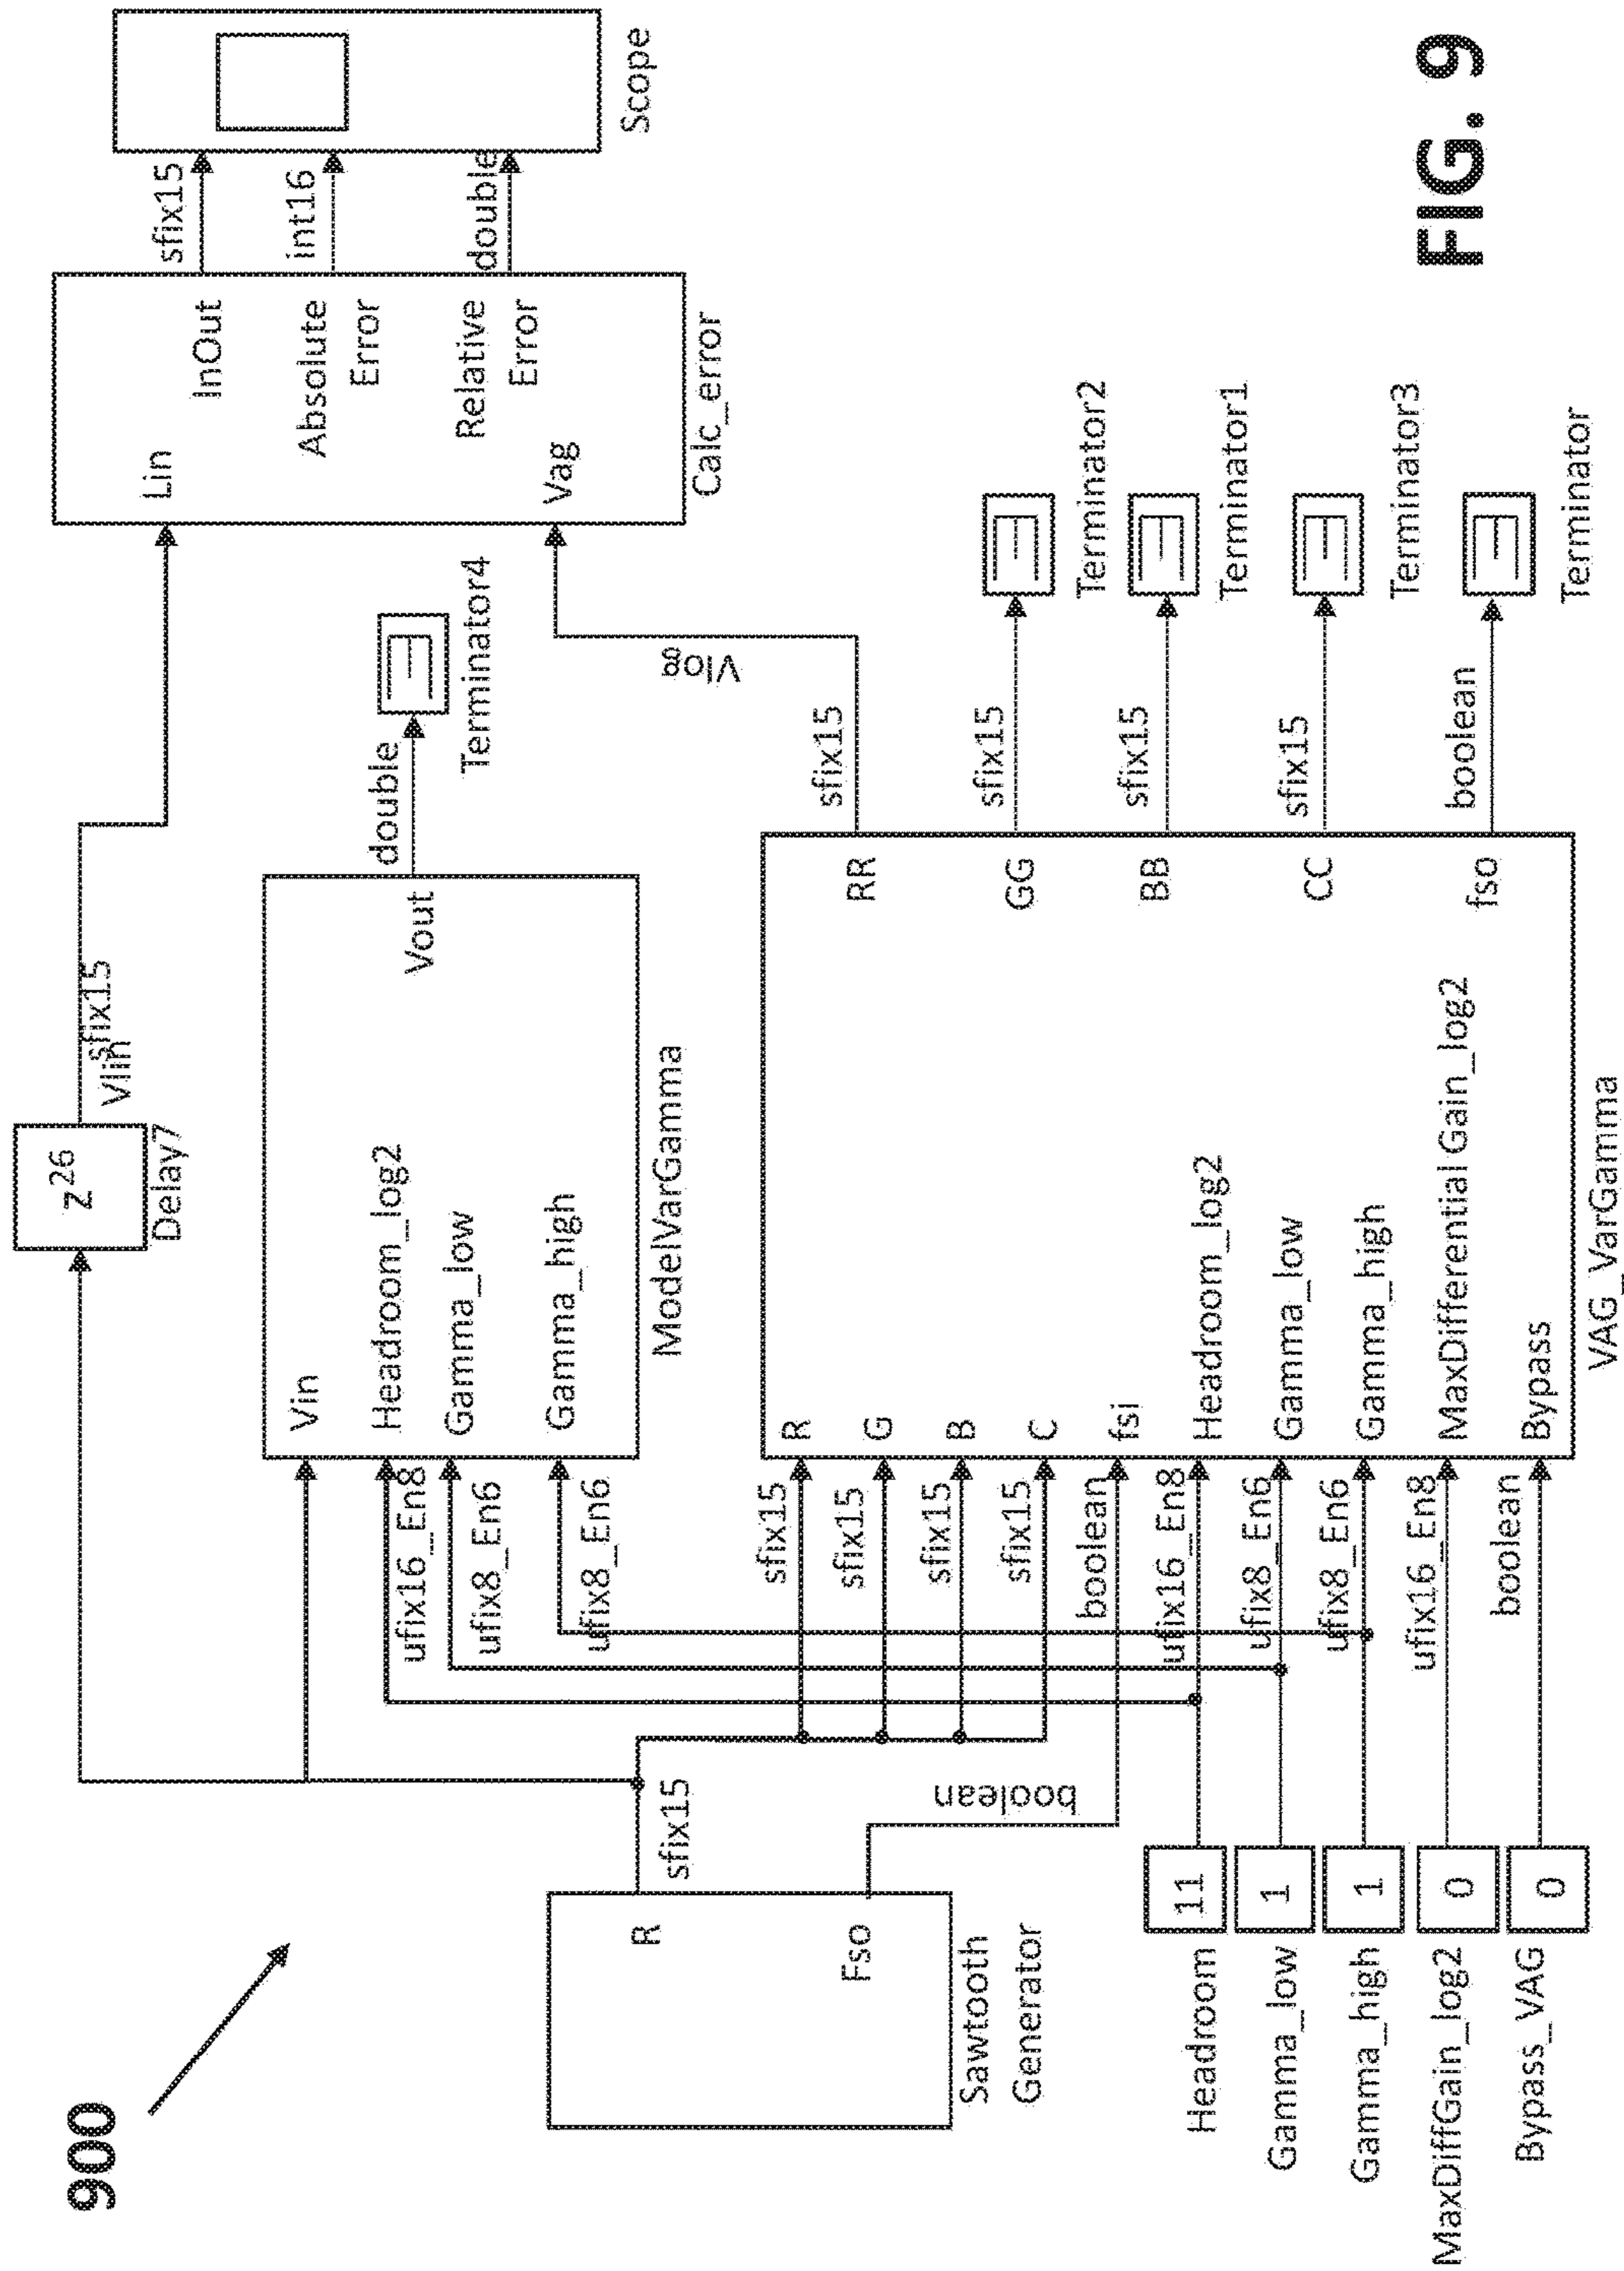 900
FIG. 9
Sawtooth
Generator
R
Fso
sfix15
boolean
Headroom
11
Gamma_low
1
Gamma_high
1
MaxDiffGain_log2
0
Bypass_VAG
0
z26
Delay7
sfix15
Vlin
Vin
Headroom_log2
Gamma_low
Gamma_high
Vout
ModelVarGamma
ufix16_En8
ufix8_En6
ufix8_En6
double
Terminator4
sfix15
sfix15
sfix15
sfix15
boolean
ufix16_En8
ufix8_En6
ufix8_En6
ufix16_En8
boolean
R
G
B
C
fsi
Headroom_log2
Gamma_low
Gamma_high
MaxDifferential Gain_log2
Bypass
RR
GG
BB
CC
fso
VAG_VarGamma
sfix15
Vlog
sfix15
Terminator2
sfix15
Terminator1
sfix15
Terminator3
boolean
Terminator
Lin
Vag
InOut
Absolute
Error
Relative
Error
Calc_error
sfix15
int16
double
Scope